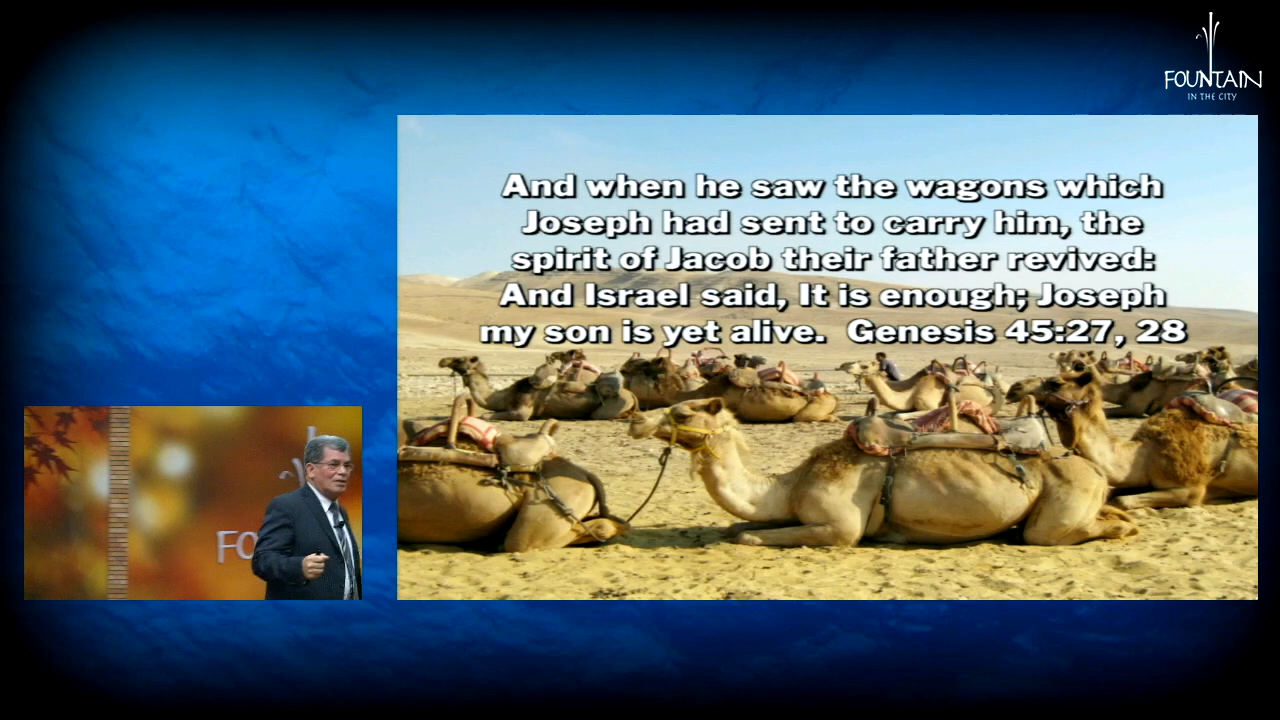 FOUNTAIN
IN THE CITY
And when he saw the wagons which
Joseph had sent to carry him, the
spirit of Jacob their father revived:
And Israel said, It is enough; Joseph
my son is yet alive.  Genesis 45:27, 28
FO